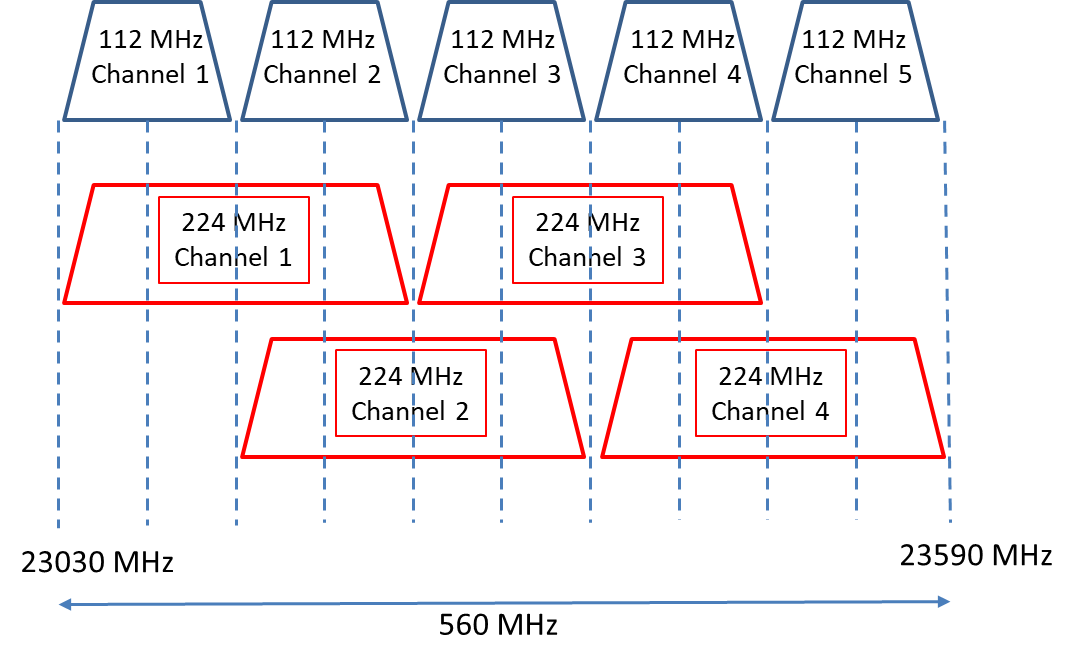 112 MHz
Channel 1
112 MHz
Channel 2
112 MHz
Channel 3
112 MHz
Channel 4
112 MHz
Channel 5
224 MHz
Channel 1
224 MHz
Channel 3
224 MHz
Channel 2
224 MHz
Channel 4
23030 MHz
23590 MHz
560 MHz